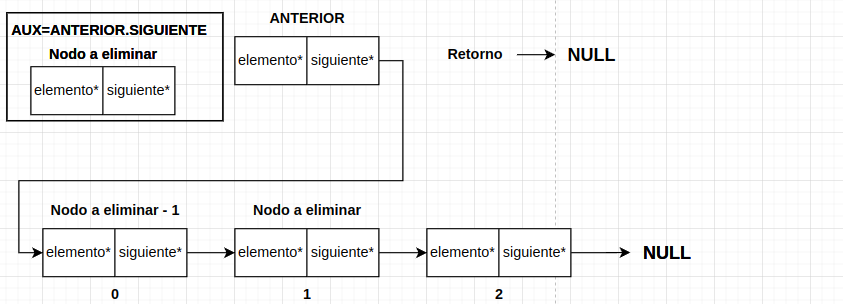 ANTERIOR
AUX=ANTERIOR.SIGUIENTE
Nodo a eliminar
elemento* siguiente*
elemento* siguiente*
Retorno NULL
Nodo a eliminar - 1 Nodo a eliminar
elemento* siguiente* elemento* siguiente* elemento* siguiente* NULL
0 1 2